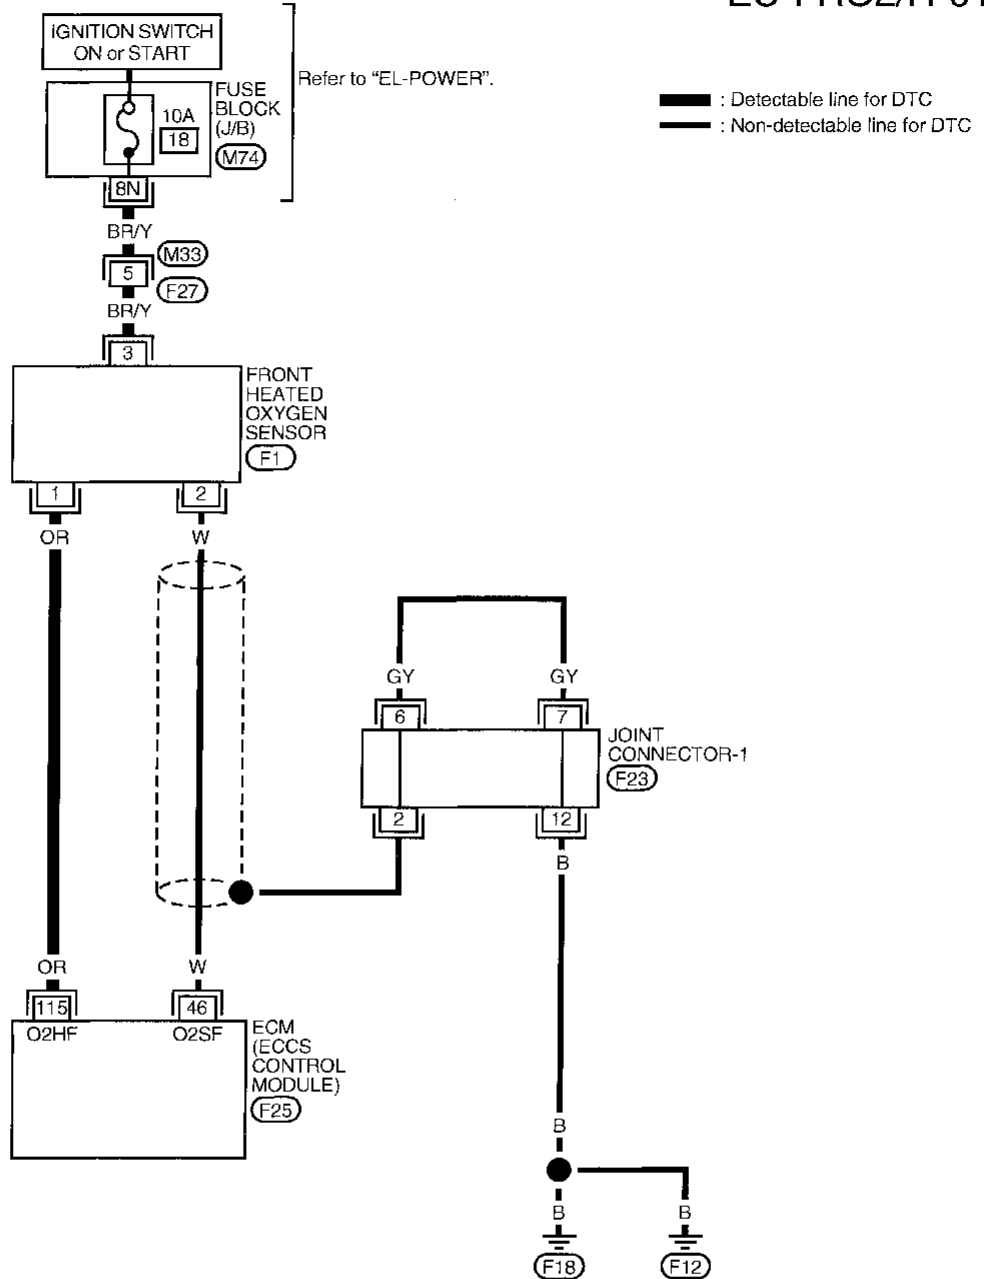 IGNITION SWITCH
ON or START
Refer to “EL-POWER”.
FUSE
BLOCK
(J/B)
M74
10A
18
8N
: Detectable line for DTC
: Non-detectable line for DTC
BR/Y
M33
5
F27
BR/Y
3
FRONT
HEATED
OXYGEN
SENSOR
F1
1
2
OR
W
GY
GY
6
7
JOINT
CONNECTOR-1
F23
2
12
B
OR
W
115
46
O2HF
O2SF
ECM
(ECCS
CONTROL
MODULE)
F25
B
B
B
F18
F12